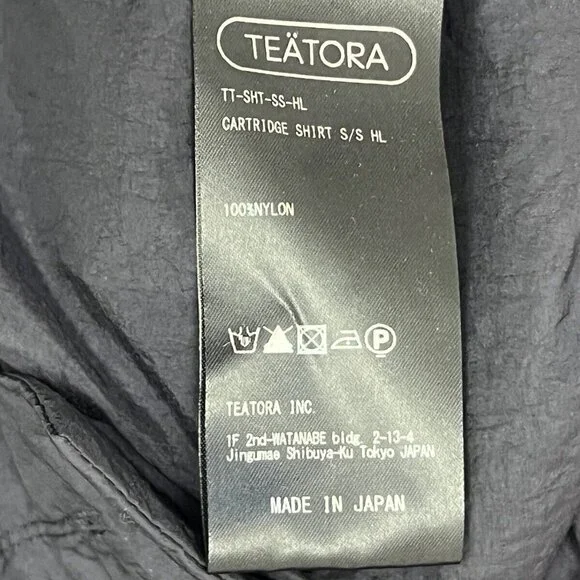 TEÄTORA
TT-SHT-SS-HL
CARTRIDGE SHIRT S/S HL
100%NYLON
P
TEATORA INC.
1F 2nd-WATANABE bldg. 2-13-4
Jingumae Shibuya-Ku Tokyo JAPAN
MADE IN JAPAN